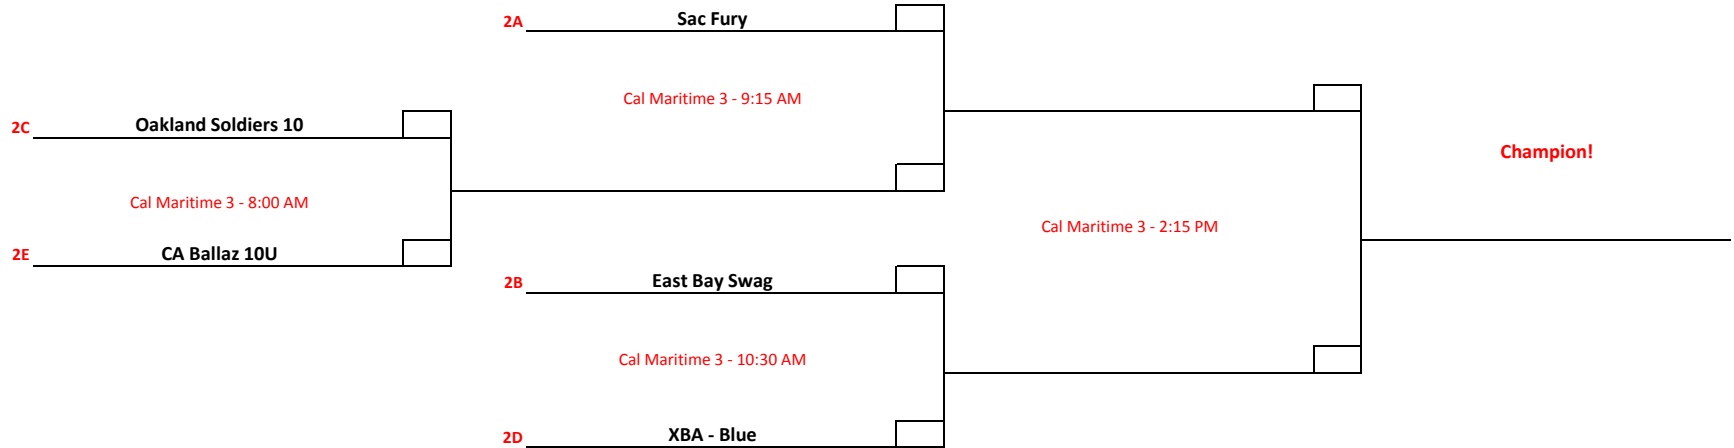 2A Sac Fury
Cal Maritime 3 - 9:15 AM
2C Oakland Soldiers 10
Champion!
Cal Maritime 3 - 8:00 AM
Cal Maritime 3 - 2:15 PM
2E CA Ballaz 10U
2B East Bay Swag
Cal Maritime 3 - 10:30 AM
2D XBA - Blue